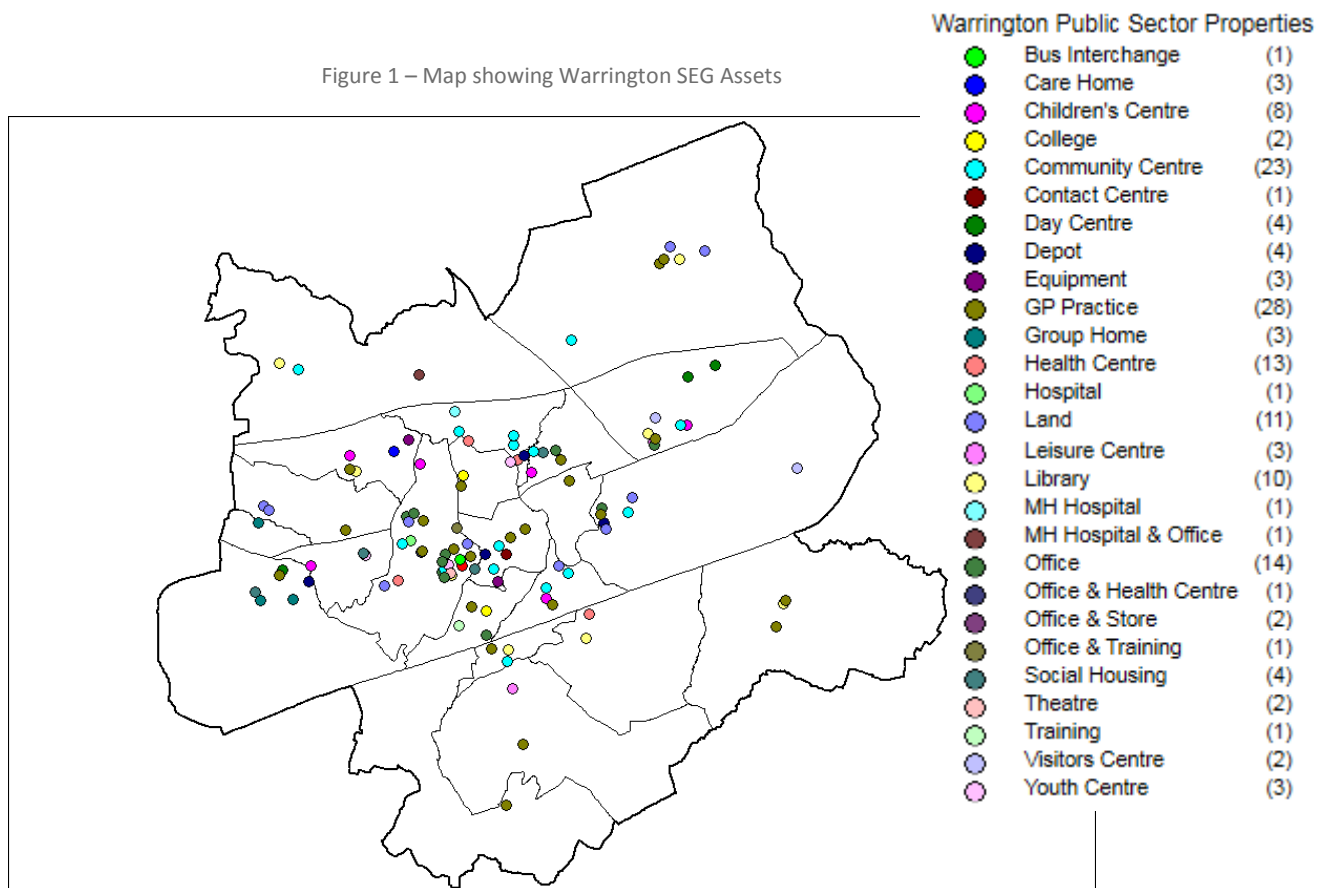 Warrington Public Sector Properties
Figure 1 – Map showing Warrington SEG Assets
Bus Interchange (1)
Care Home (3)
Children's Centre (8)
College (2)
Community Centre (23)
Contact Centre (1)
Day Centre (4)
Depot (4)
Equipment (3)
GP Practice (28)
Group Home (3)
Health Centre (13)
Hospital (1)
Land (11)
Leisure Centre (3)
Library (10)
MH Hospital (1)
MH Hospital & Office (1)
Office (14)
Office & Health Centre (1)
Office & Store (2)
Office & Training (1)
Social Housing (4)
Theatre (2)
Training (1)
Visitors Centre (2)
Youth Centre (3)